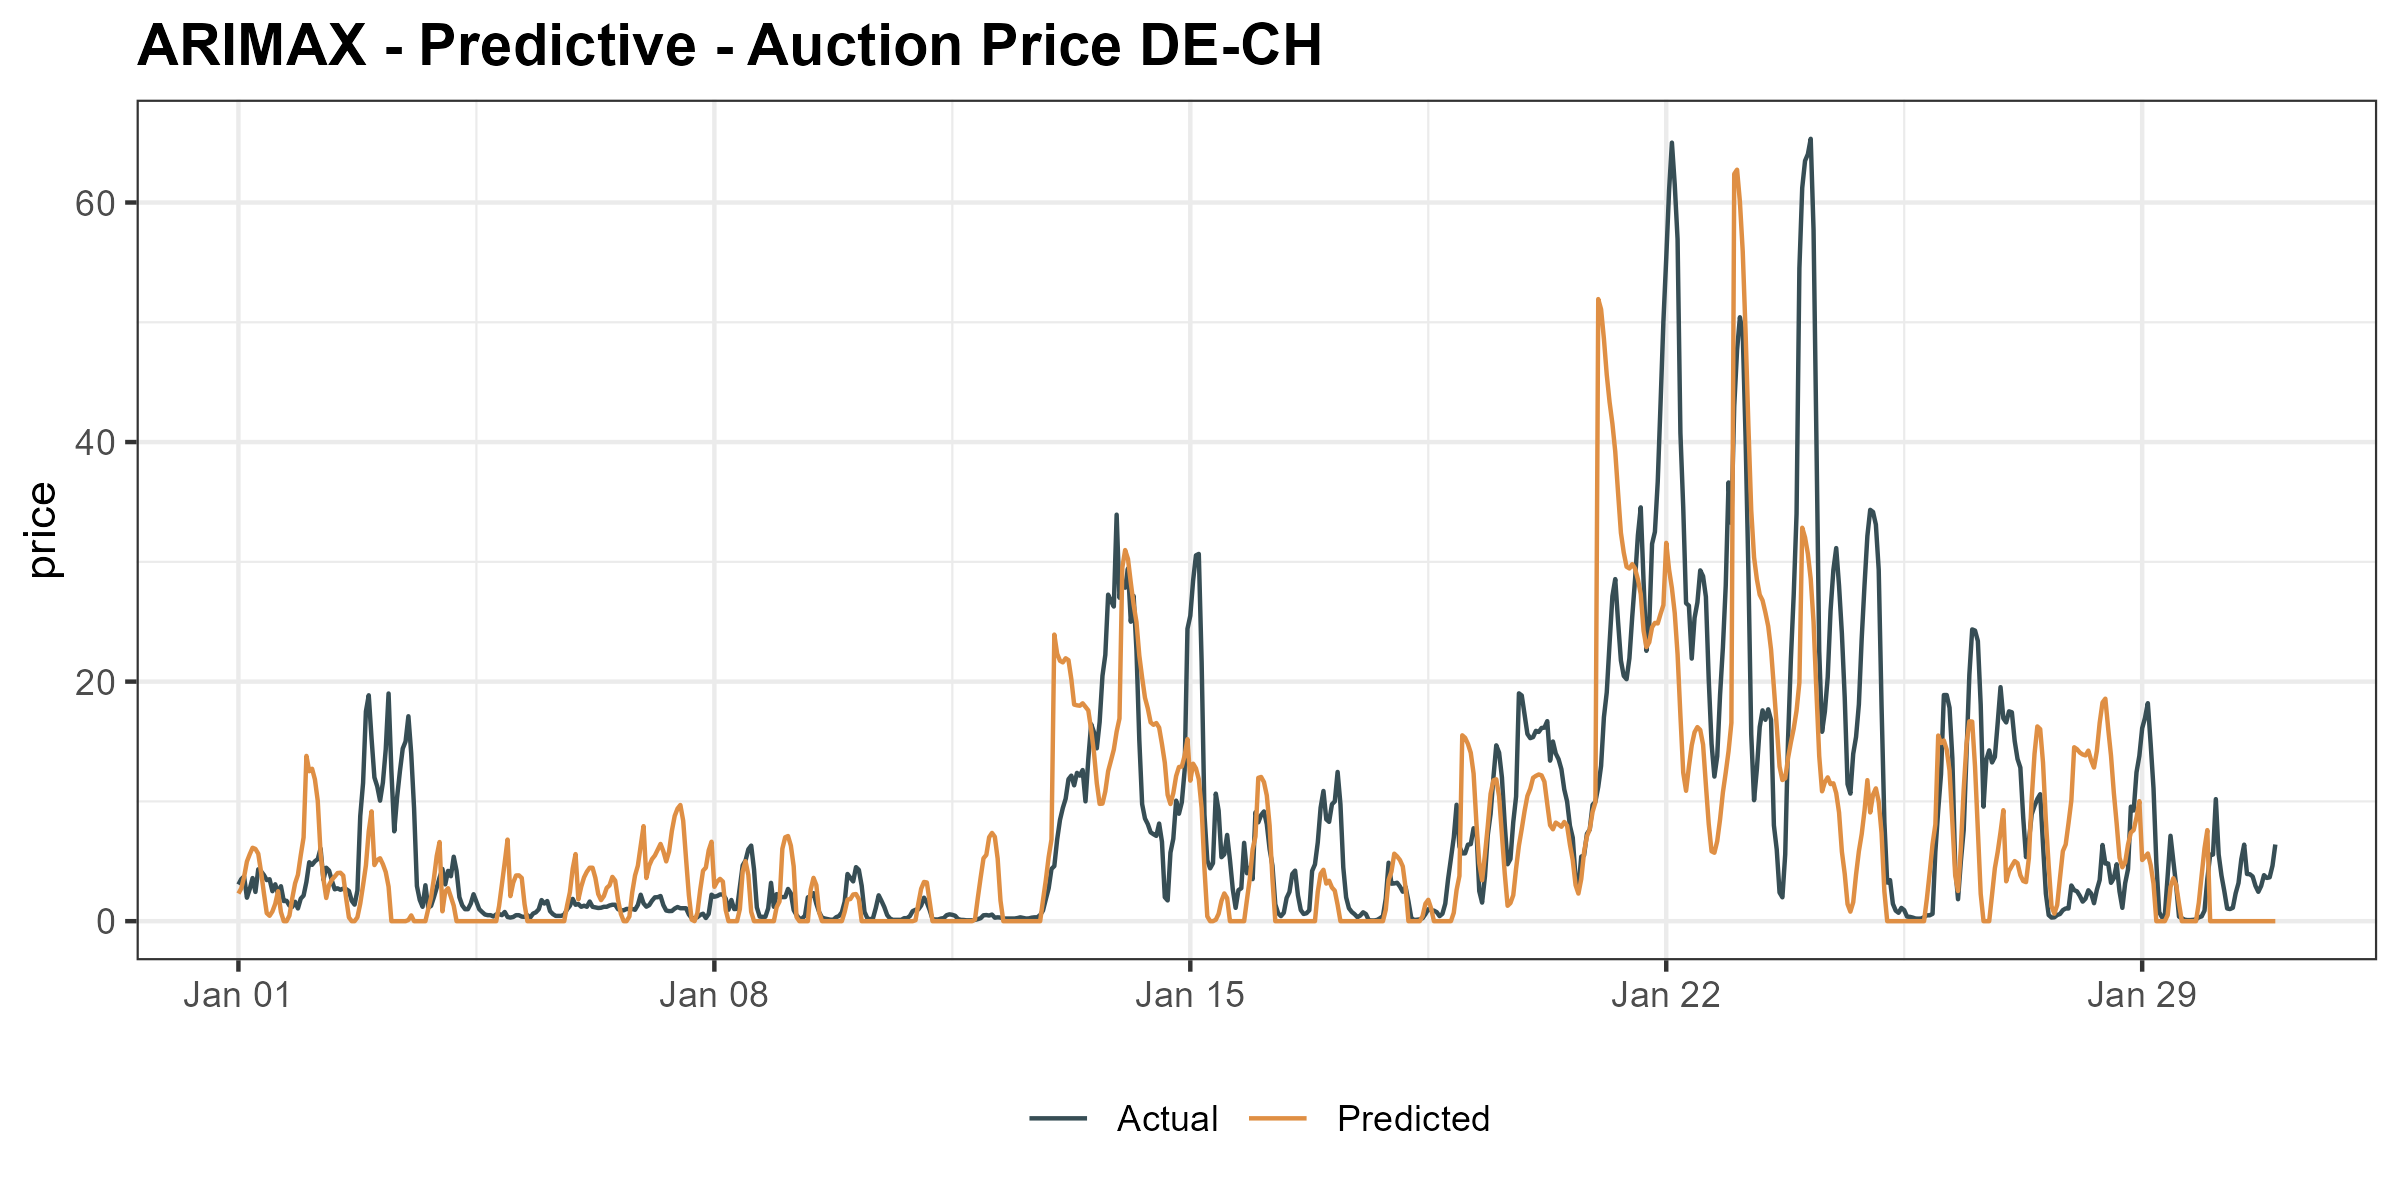 ARIMAX - Predictive - Auction Price DE-CH
price
60
40
20
0
Jan 01 Jan 08 Jan 15 Jan 22 Jan 29
Actual Predicted